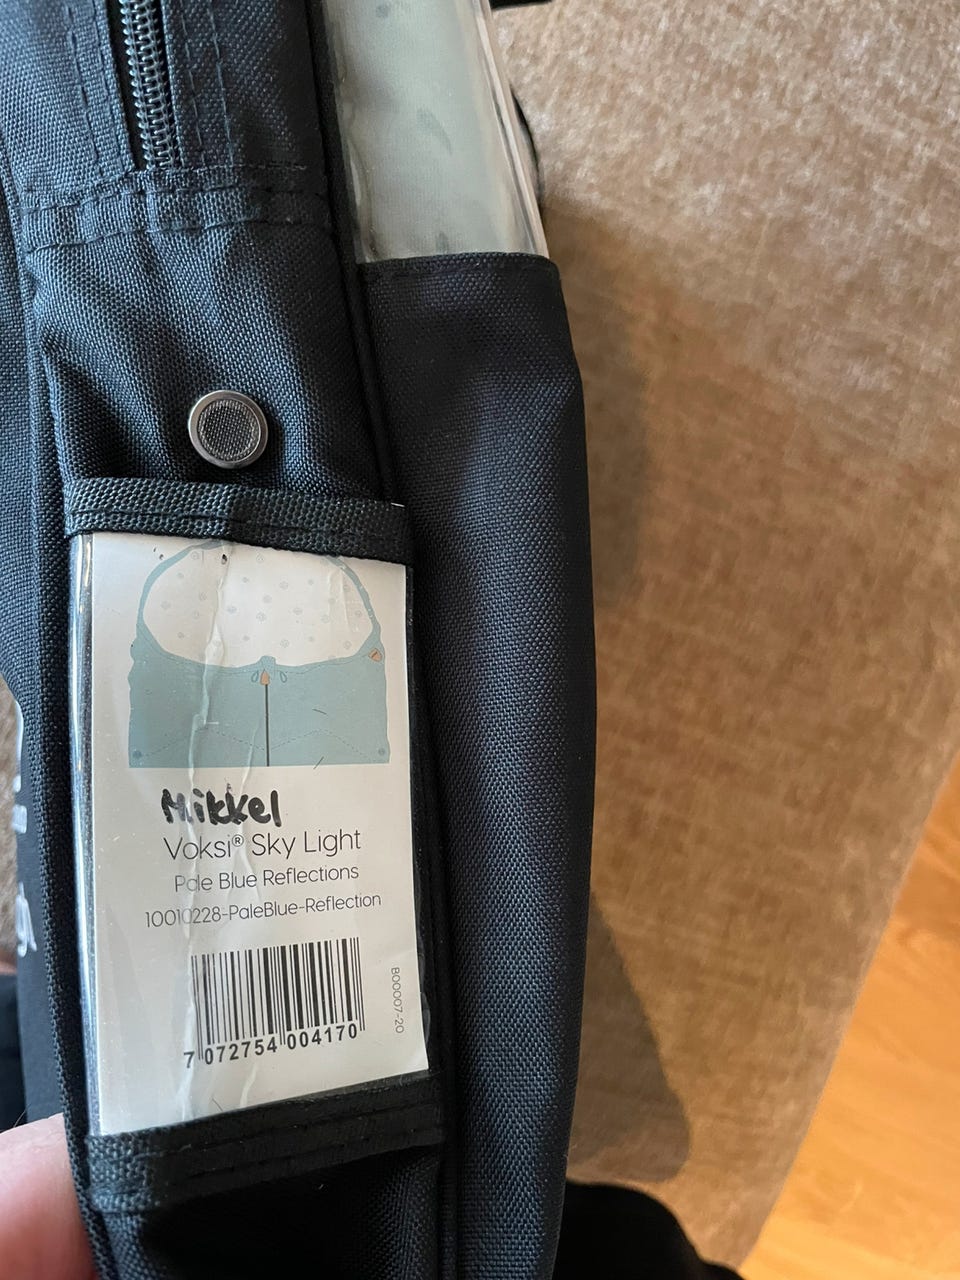 Mikkel
Voksi® Sky Light
Pale Blue Reflections
10010228-PaleBlue-Reflection
B00007-20
7 072754 004170